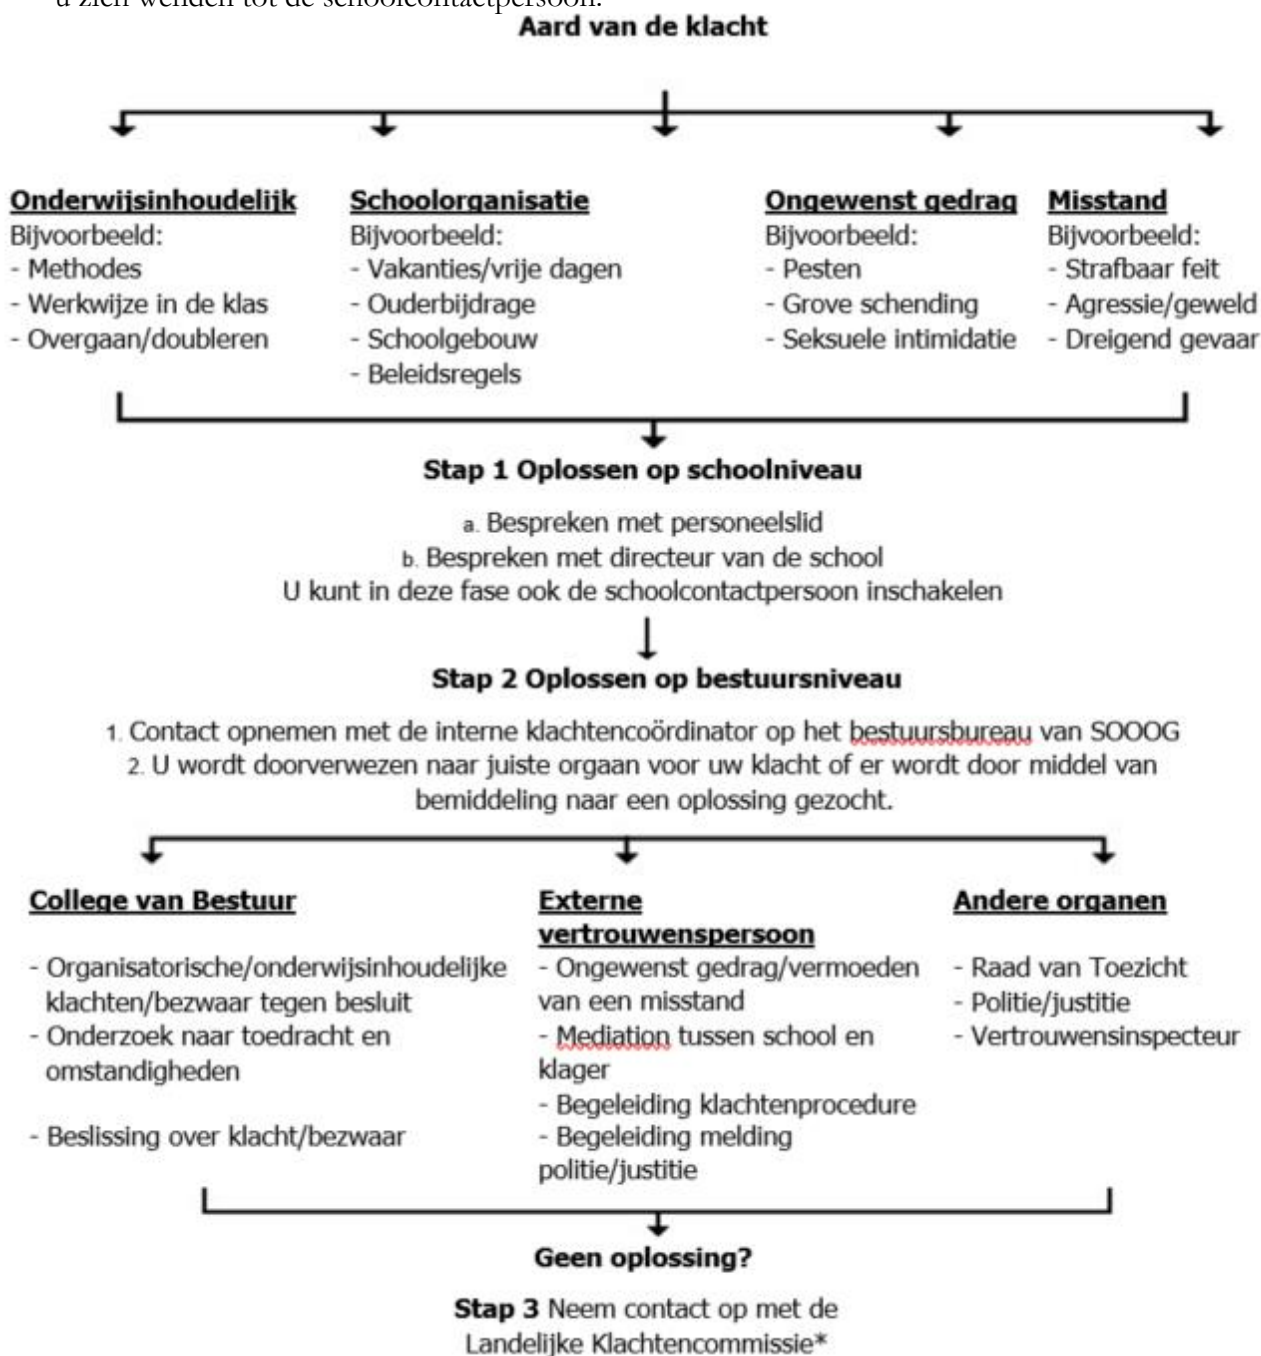 u zich wenden tot de schoolcontactpersoon.
Aard van de klacht
Onderwijsinhoudelijk
Bijvoorbeeld:
- Methodes
- Werkwijze in de klas
- Overgaan/doubleren
Schoolorganisatie
Bijvoorbeeld:
- Vakanties/vrije dagen
- Ouderbijdrage
- Schoolgebouw
- Beleidsregels
Ongewenst gedrag
Bijvoorbeeld:
- Pesten
- Grove schending
- Seksuele intimidatie
Misstand
Bijvoorbeeld:
- Strafbaar feit
- Agressie/geweld
- Dreigend gevaar
Stap 1 Oplossen op schoolniveau
a. Bespreken met personeelslid
b. Bespreken met directeur van de school
U kunt in deze fase ook de schoolcontactpersoon inschakelen
Stap 2 Oplossen op bestuursniveau
1. Contact opnemen met de interne klachtencoördinator op het bestuursbureau van SOOOG
2. U wordt doorverwezen naar juiste orgaan voor uw klacht of er wordt door middel van
bemiddeling naar een oplossing gezocht.
College van Bestuur
- Organisatorische/onderwijsinhoudelijke
klachten/bezwaar tegen besluit
- Onderzoek naar toedracht en
omstandigheden
- Beslissing over klacht/bezwaar
Externe
vertrouwenspersoon
- Ongewenst gedrag/vermoeden
van een misstand
- Mediation tussen school en
klager
- Begeleiding klachtenprocedure
- Begeleiding melding
politie/justitie
Andere organen
- Raad van Toezicht
- Politie/justitie
- Vertrouwensinspecteur
Geen oplossing?
Stap 3 Neem contact op met de
Landelijke Klachtencommissie*